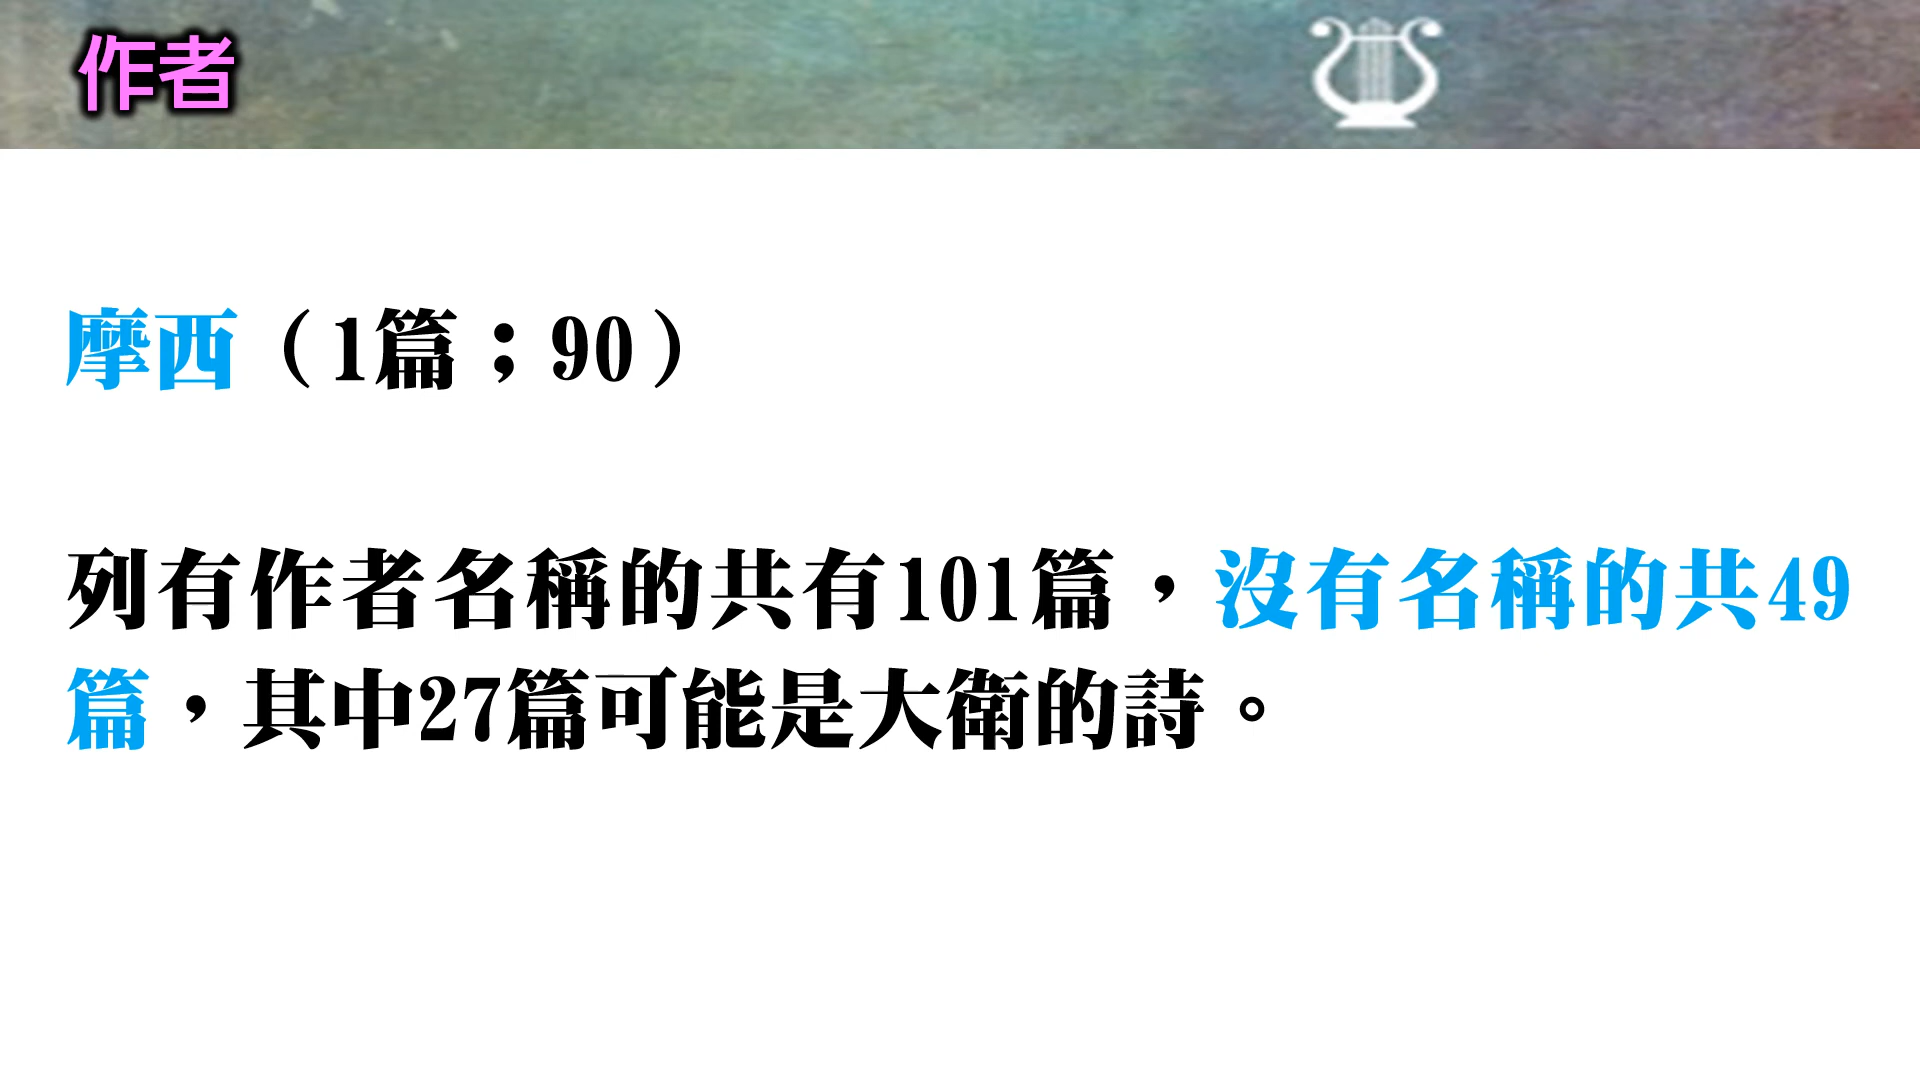 作者
摩西（1篇；90）
列有作者名稱的共有101篇，沒有名稱的共49
篇，其中27篇可能是大衛的詩。